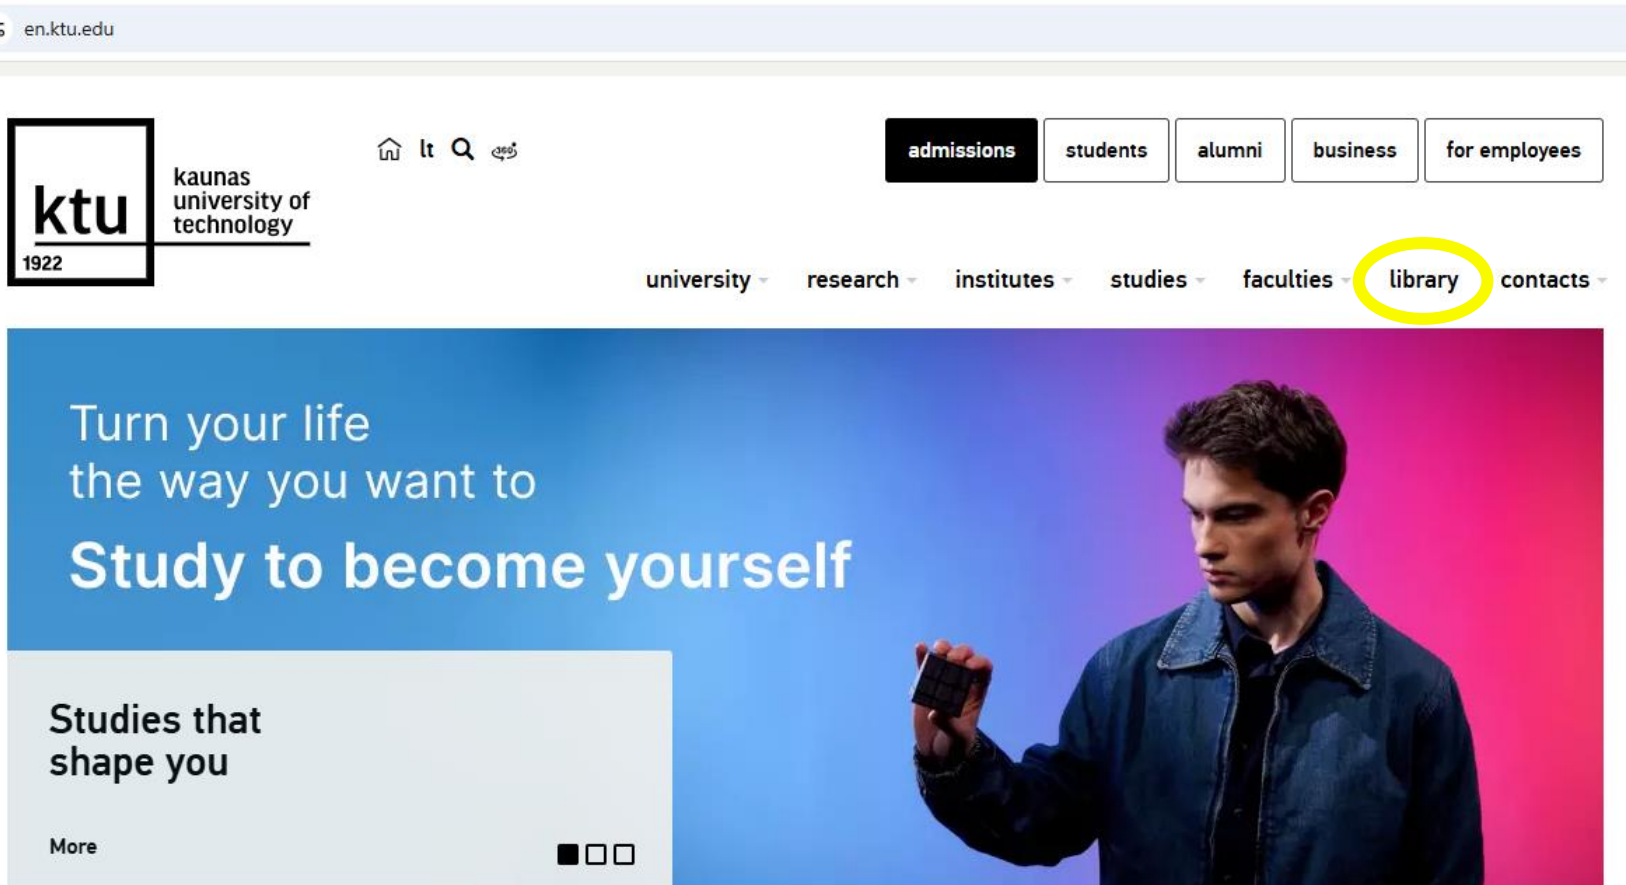 en.ktu.edu
ktu
1922
kaunas
university of
technology
lt
360°
admissions
students
alumni
business
for employees
university
research
institutes
studies
faculties
library
contacts
Turn your life
the way you want to
Study to become yourself
Studies that
shape you
More